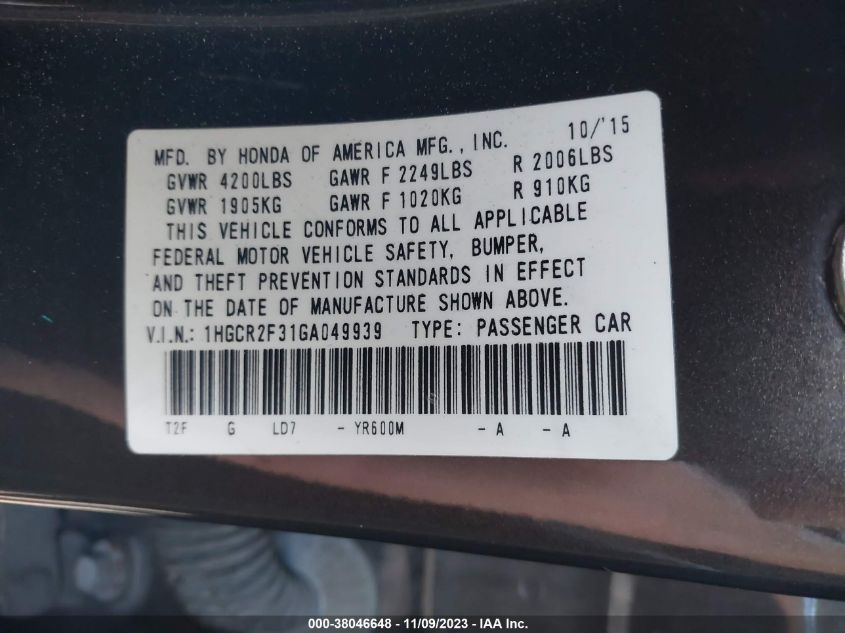 MFD. BY HONDA OF AMERICA MFG., INC. 10/'15
GVWR 4200LBS GAWR F 2249LBS R 2006LBS
GVWR 1905KG GAWR F 1020KG R 910KG
THIS VEHICLE CONFORMS TO ALL APPLICABLE
FEDERAL MOTOR VEHICLE SAFETY, BUMPER,
AND THEFT PREVENTION STANDARDS IN EFFECT
ON THE DATE OF MANUFACTURE SHOWN ABOVE.
V.I.N.: 1HGCR2F31GA049939 TYPE: PASSENGER CAR
T2F G LD7 - YR600M - A - A
000-38046648 - 11/09/2023 - IAA Inc.